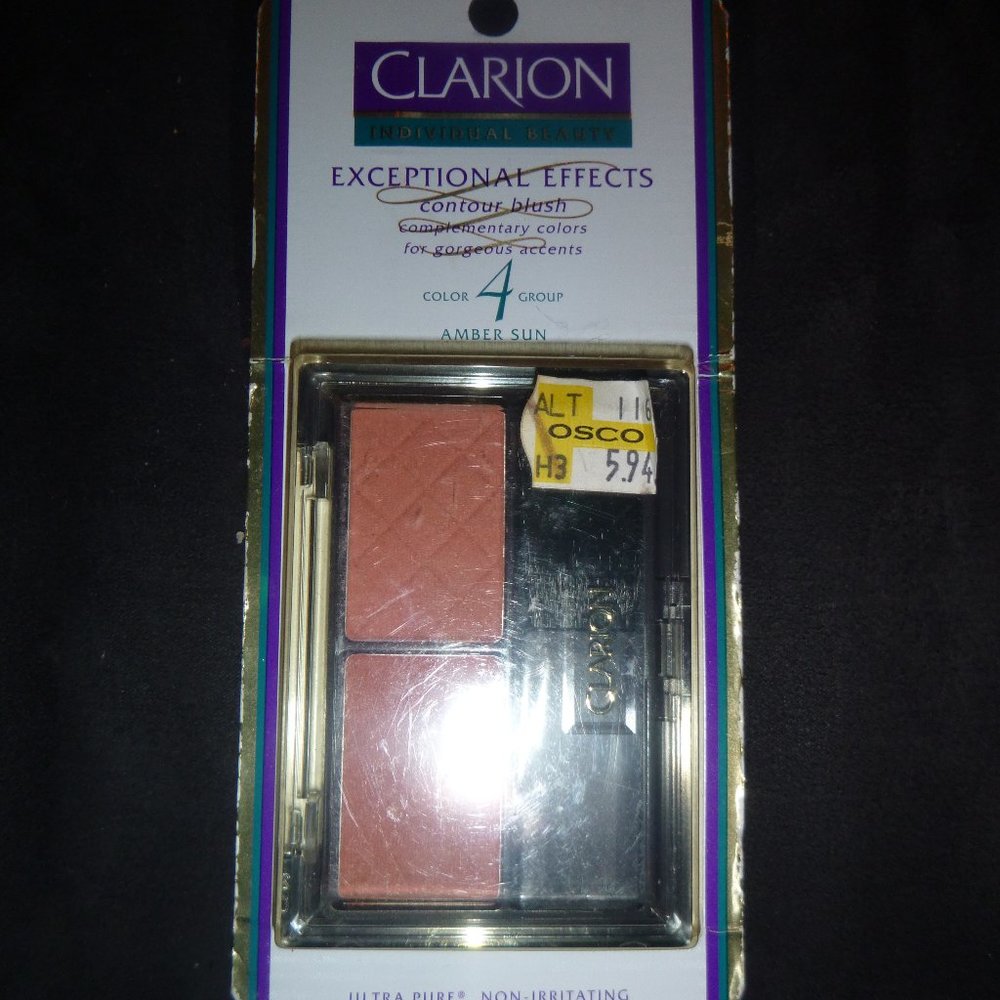 CLARION
INDIVIDUAL BEAUTY
EXCEPTIONAL EFFECTS
contour blush
complementary colors
for gorgeous accents
COLOR 4 GROUP
AMBER SUN
ALT 116
OSCO
H3 5.94
CLARION
ULTRA PURE® NON-IRRITATING